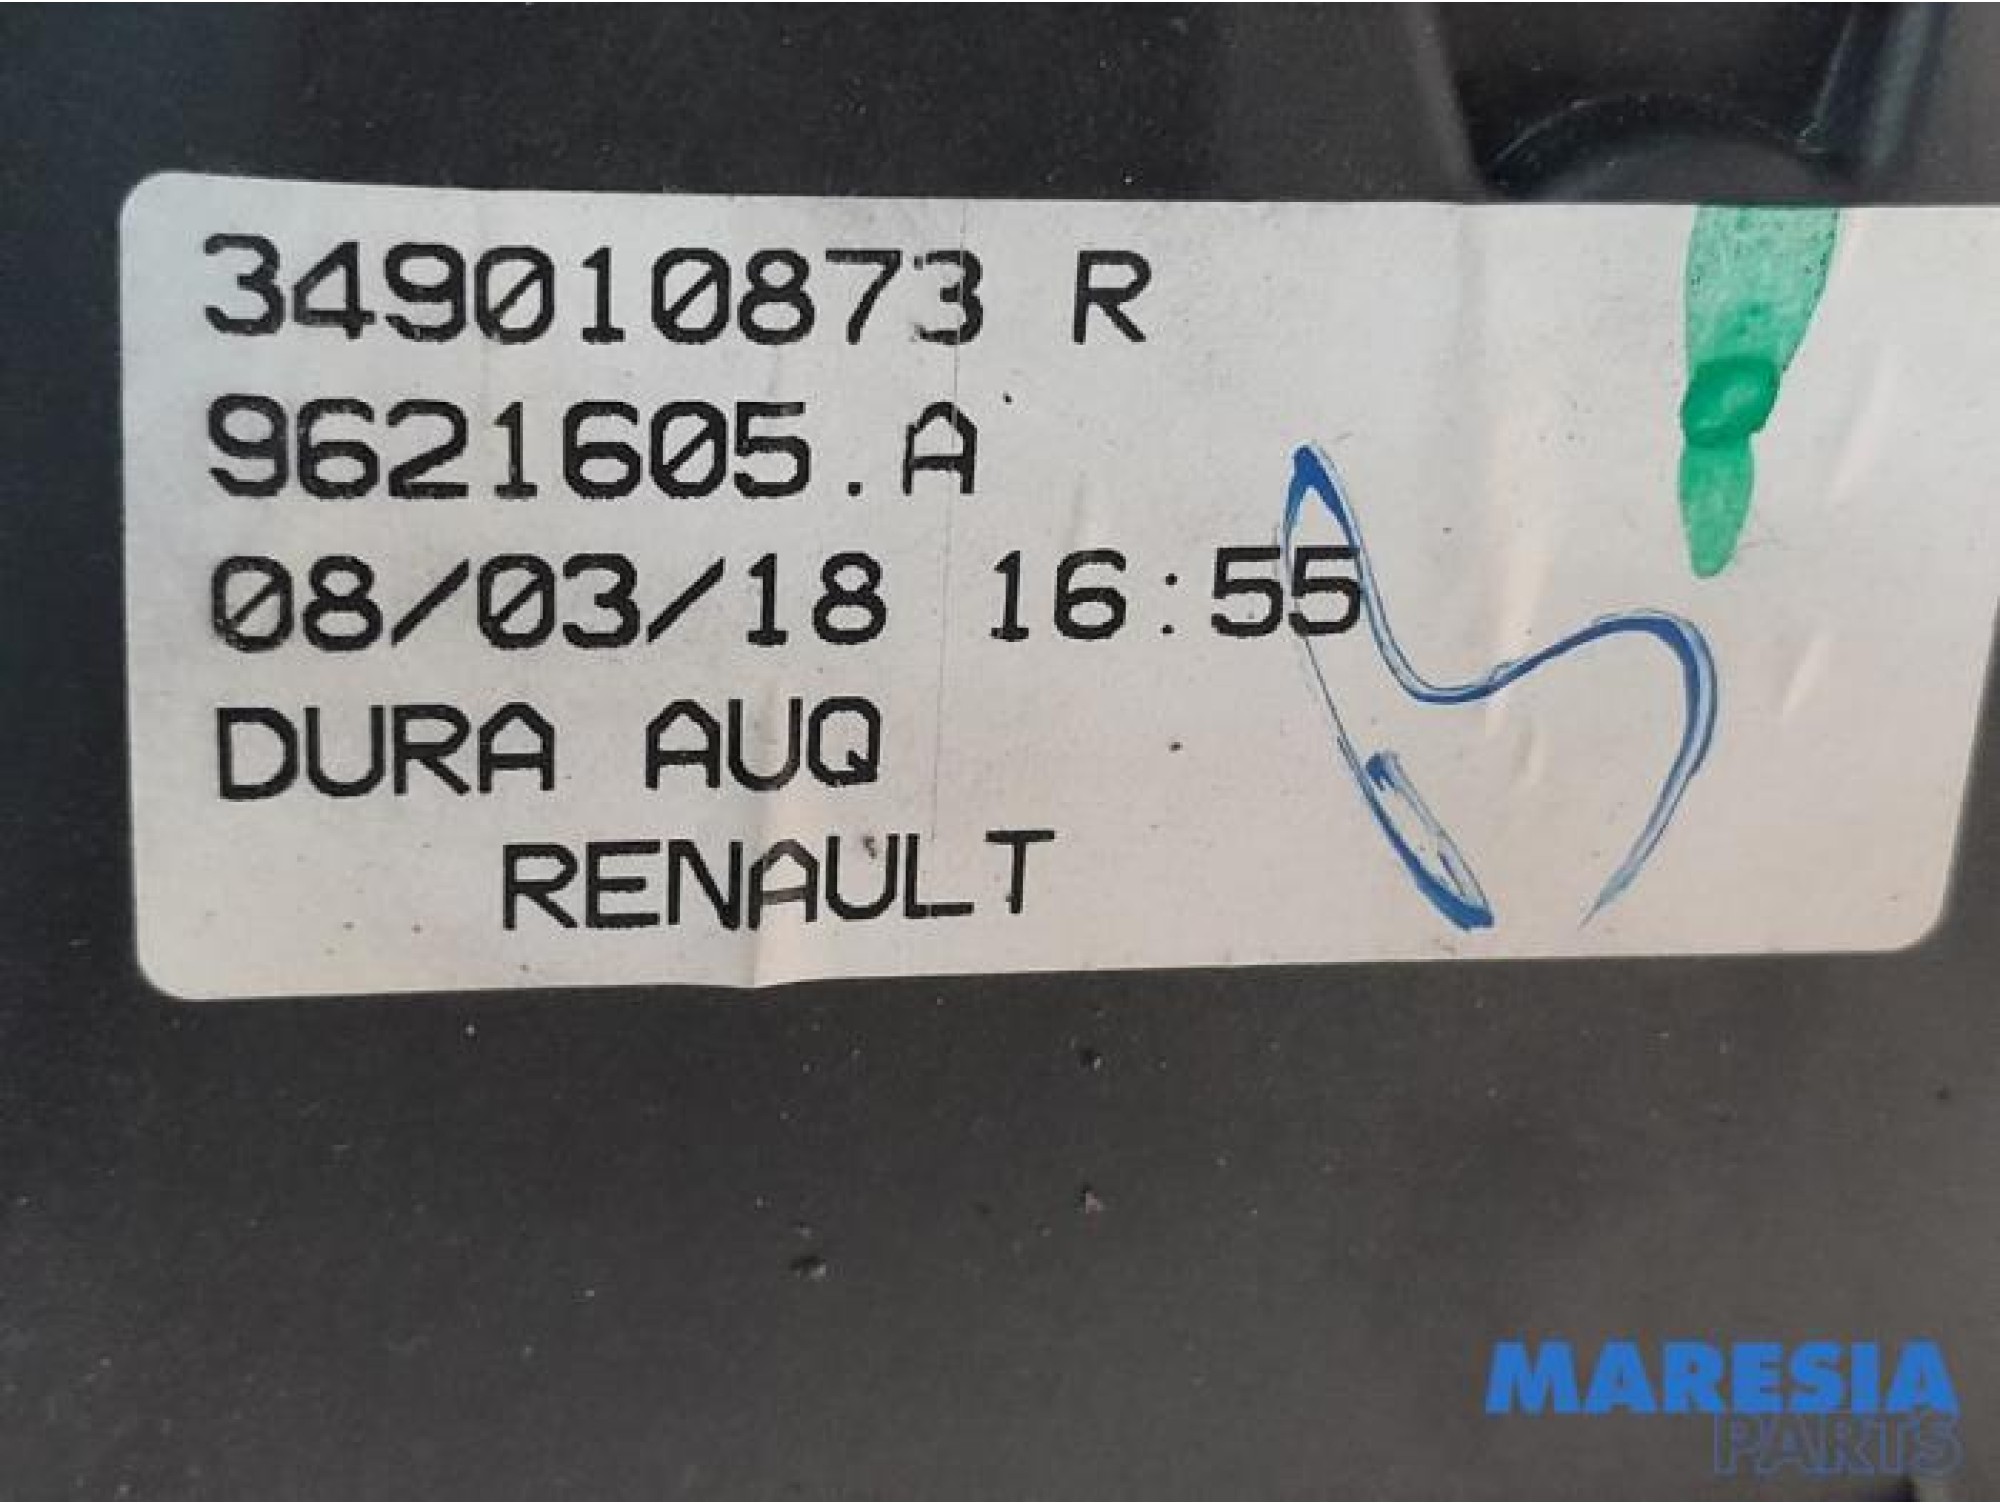 349010873 R
9621605.A
08/03/18 16:55
DURA AUQ
RENAULT
MARESIA
PARTS